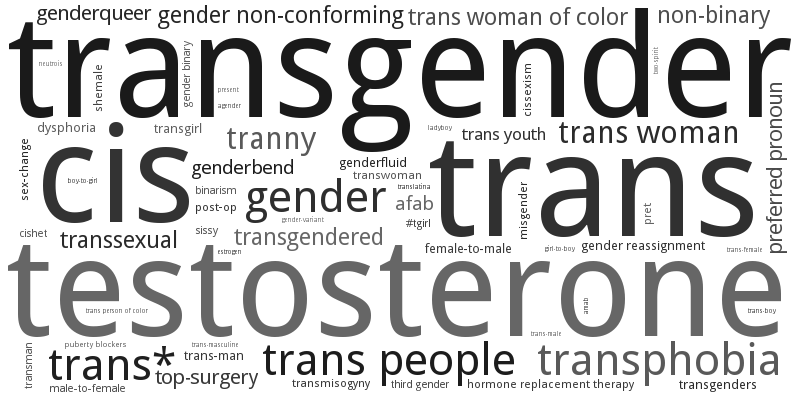 genderqueer
gender non-conforming
trans woman of color
non-binary
transgender
neutrois
shemale
gender binary
present
agender
cissexism
two-spirit
dysphoria
transgirl
tranny
ladyboy
trans youth
trans woman
preferred pronoun
sex-change
cis
boy-to-girl
genderbend
genderfluid
transwoman
translatina
trans
binarism
post-op
gender
afab
#tgirl
misgender
pret
gender-variant
cishet
transsexual
sissy
transgendered
estrogen
female-to-male
girl-to-boy
gender reassignment
trans-female
testosterone
trans person of color
amab
trans-boy
trans-male
transman
puberty blockers
trans-masculine
trans*
trans-man
trans people
transphobia
male-to-female
top-surgery
transmisogyny
third gender
hormone replacement therapy
transgenders